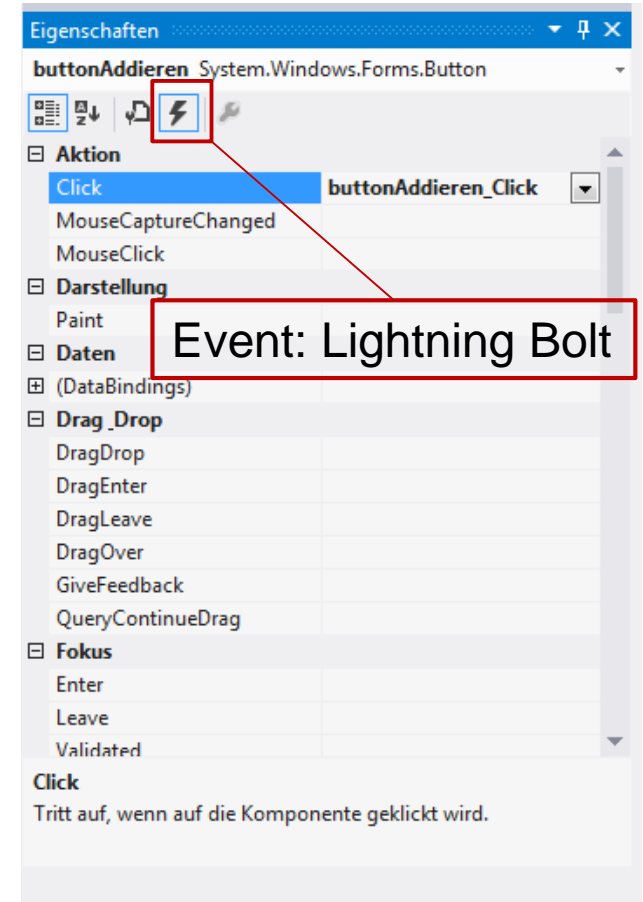 Eigenschaften
buttonAddieren System.Windows.Forms.Button
Aktion
Click buttonAddieren_Click
MouseCaptureChanged
MouseClick
Darstellung
Paint
Event: Lightning Bolt
Daten
(DataBindings)
Drag_Drop
DragDrop
DragEnter
DragLeave
DragOver
GiveFeedback
QueryContinueDrag
Fokus
Enter
Leave
Validated
Click
Tritt auf, wenn auf die Komponente geklickt wird.